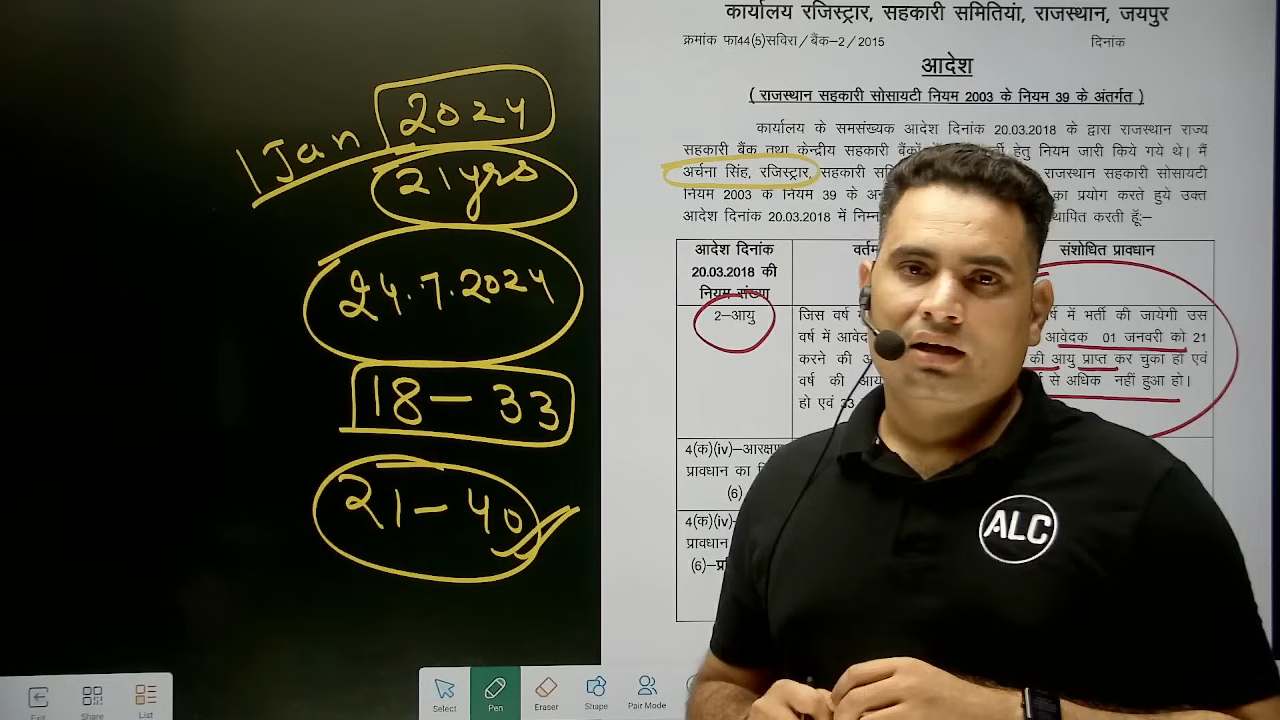 1 Jan 2024
21 yrs
24.7.2024
18 – 33
21 – 40
Exit
Share
List
कार्यालय रजिस्ट्रार, सहकारी समितियां, राजस्थान, जयपुर
क्रमांक फा44(5)सविरा/बैंक–2/2015 दिनांक
आदेश
( राजस्थान सहकारी सोसायटी नियम 2003 के नियम 39 के अंतर्गत )
कार्यालय के समसंख्यक आदेश दिनांक 20.03.2018 के द्वारा राजस्थान राज्य
सहकारी बैंक तथा केन्द्रीय सहकारी बैंकों हेतु नियम जारी किये गये थे। मैं
अर्चना सिंह, रजिस्ट्रार, सहकारी राजस्थान सहकारी सोसायटी
नियम 2003 के नियम 39 के का प्रयोग करते हुये उक्त
आदेश दिनांक 20.03.2018 में करती हूँ:–
आदेश दिनांक
20.03.2018 की
नियम संख्या
संशोधित प्रावधान
2–आयु
जिस वर्ष
वर्ष में
करने की
वर्ष की आयु
हो एवं 33
में भर्ती की जायेगी उस
आवेदक 01 जनवरी को 21
की आयु प्राप्त कर चुका हो एवं
से अधिक नहीं हुआ हो।
4(क)(iv)–आरक्षण
प्रावधान का
(6)
4(क)(iv)–
प्रावधान
(6)–
ALC
Select
Pen
Eraser
Shape
Pair Mode